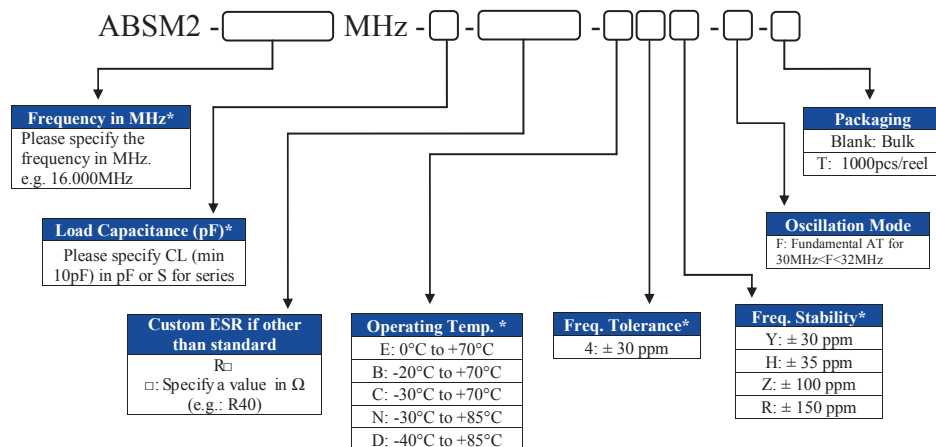 ABSM2 - MHz - - - -
Frequency in MHz*
Please specify the
frequency in MHz.
e.g. 16.000MHz
Packaging
Blank: Bulk
T: 1000pcs/reel
Load Capacitance (pF)*
Please specify CL (min
10pF) in pF or S for series
Oscillation Mode
F: Fundamental AT for
30MHz<F<32MHz
Custom ESR if other
than standard
R□
□: Specify a value in Ω
(e.g.: R40)
Operating Temp. *
E: 0°C to +70°C
B: -20°C to +70°C
C: -30°C to +70°C
N: -30°C to +85°C
D: -40°C to +85°C
Freq. Tolerance*
4: ± 30 ppm
Freq. Stability*
Y: ± 30 ppm
H: ± 35 ppm
Z: ± 100 ppm
R: ± 150 ppm